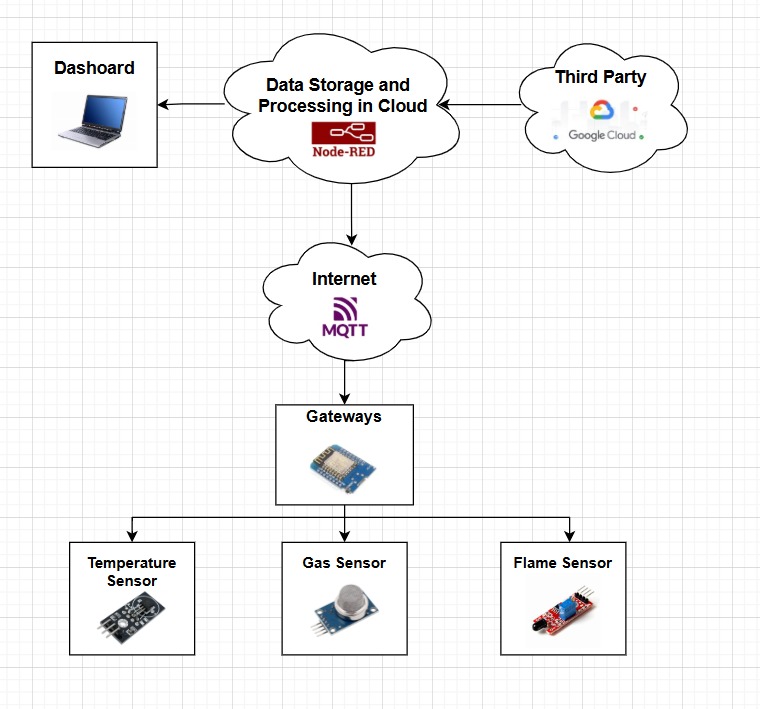 Dashoard
Data Storage and
Processing in Cloud
Node-RED
Third Party
Google Cloud
Internet
MQTT
Gateways
Temperature
Sensor
Gas Sensor
Flame Sensor